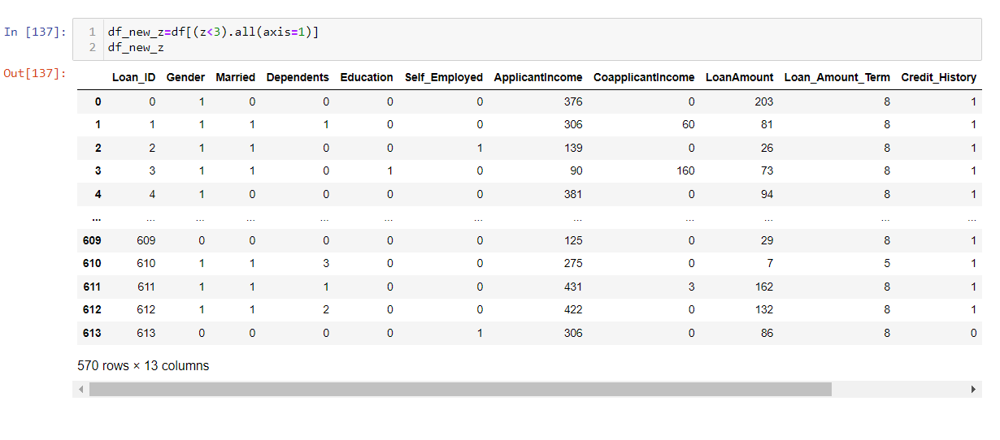 In [137]:
1 df_new_z=df[(z<3).all(axis=1)]
2 df_new_z
Out[137]:
Loan_ID Gender Married Dependents Education Self_Employed ApplicantIncome CoapplicantIncome LoanAmount Loan_Amount_Term Credit_History
0 0 1 0 0 0 0 376 0 203 8 1
1 1 1 1 1 0 0 306 60 81 8 1
2 2 1 1 0 0 1 139 0 26 8 1
3 3 1 1 0 1 0 90 160 73 8 1
4 4 1 0 0 0 0 381 0 94 8 1
... ... ... ... ... ... ... ... ... ... ... ...
609 609 0 0 0 0 0 125 0 29 8 1
610 610 1 1 3 0 0 275 0 7 5 1
611 611 1 1 1 0 0 431 3 162 8 1
612 612 1 1 2 0 0 422 0 132 8 1
613 613 0 0 0 0 1 306 0 86 8 0
570 rows × 13 columns